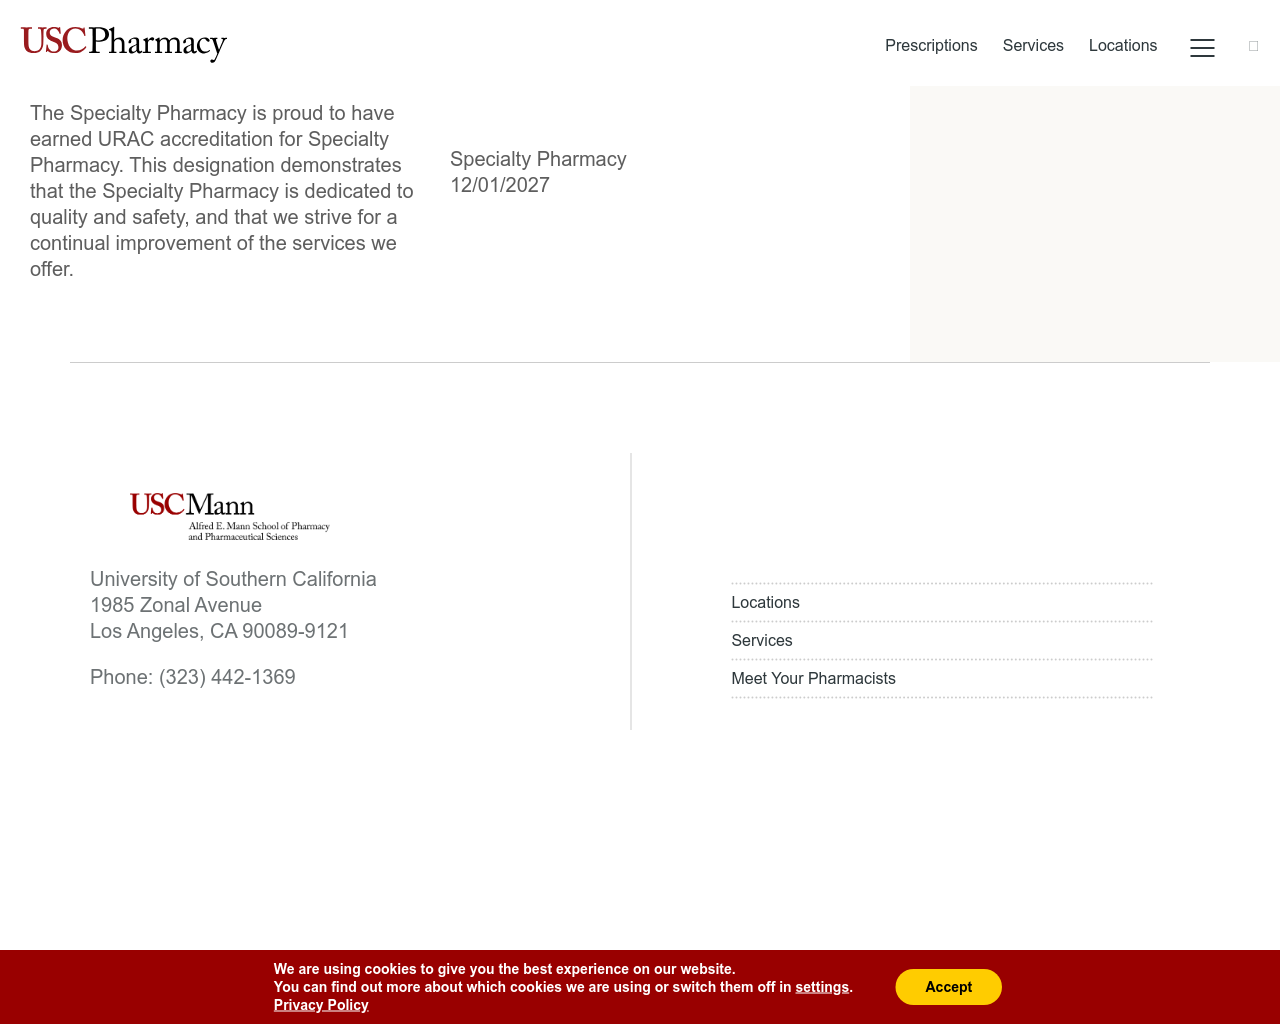 USC Pharmacy
Prescriptions Services Locations
The Specialty Pharmacy is proud to have
earned URAC accreditation for Specialty
Pharmacy. This designation demonstrates
that the Specialty Pharmacy is dedicated to
quality and safety, and that we strive for a
continual improvement of the services we
offer.
Specialty Pharmacy
12/01/2027
USC Mann
Alfred E. Mann School of Pharmacy
and Pharmaceutical Sciences
University of Southern California
1985 Zonal Avenue
Los Angeles, CA 90089-9121
Phone: (323) 442-1369
Locations
Services
Meet Your Pharmacists
We are using cookies to give you the best experience on our website.
You can find out more about which cookies we are using or switch them off in settings.
Privacy Policy
Accept